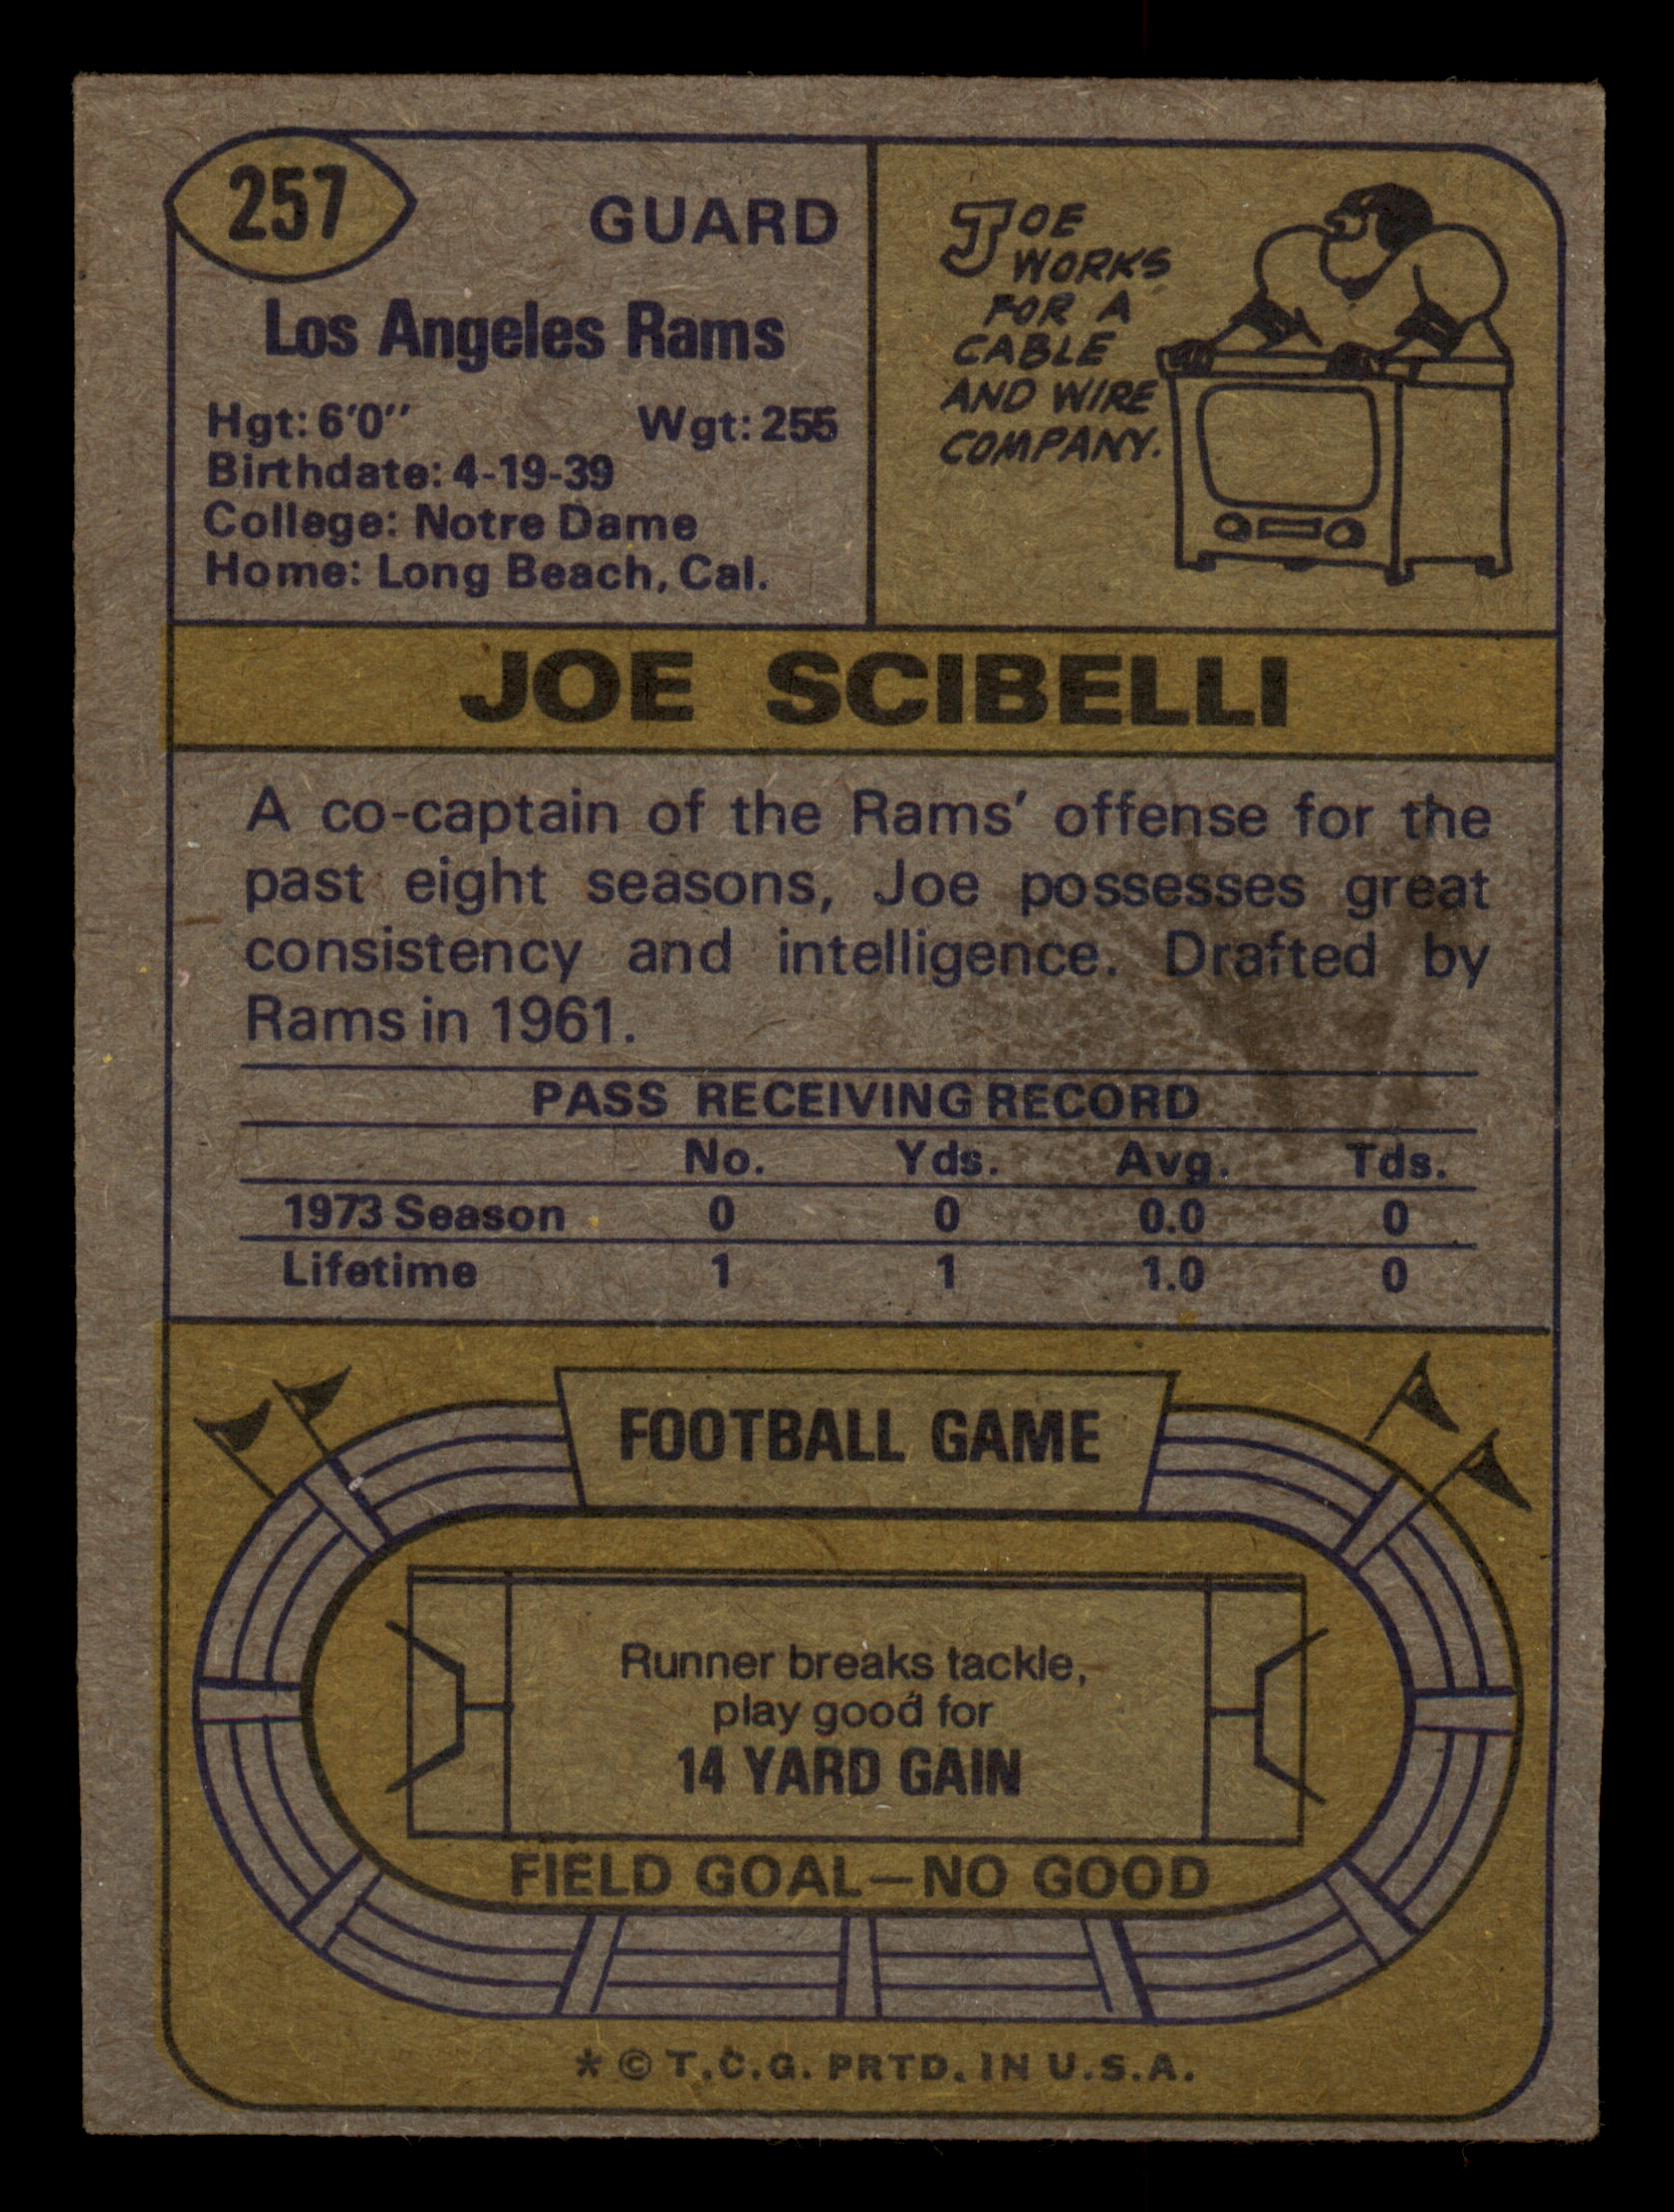 257
GUARD
Los Angeles Rams
Hgt: 6'0" Wgt: 255
Birthdate: 4-19-39
College: Notre Dame
Home: Long Beach, Cal.
JOE
WORKS
FOR A
CABLE
AND WIRE
COMPANY.
JOE SCIBELLI
A co-captain of the Rams' offense for the
past eight seasons, Joe possesses great
consistency and intelligence. Drafted by
Rams in 1961.
PASS RECEIVING RECORD
No. Yds. Avg. Tds.
1973 Season 0 0 0.0 0
Lifetime 1 1 1.0 0
FOOTBALL GAME
Runner breaks tackle,
play good for
14 YARD GAIN
FIELD GOAL—NO GOOD
* © T.C.G. PRTD. IN U.S.A.